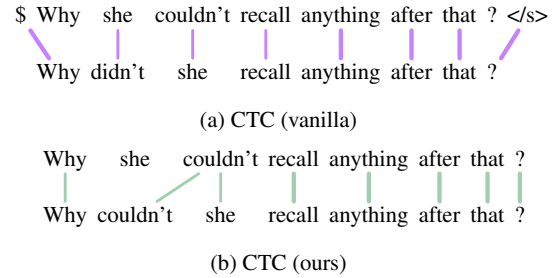 $ Why she couldn't recall anything after that ? </s>
Why didn't she recall anything after that ?
(a) CTC (vanilla)
Why she couldn't recall anything after that ?
Why couldn't she recall anything after that ?
(b) CTC (ours)